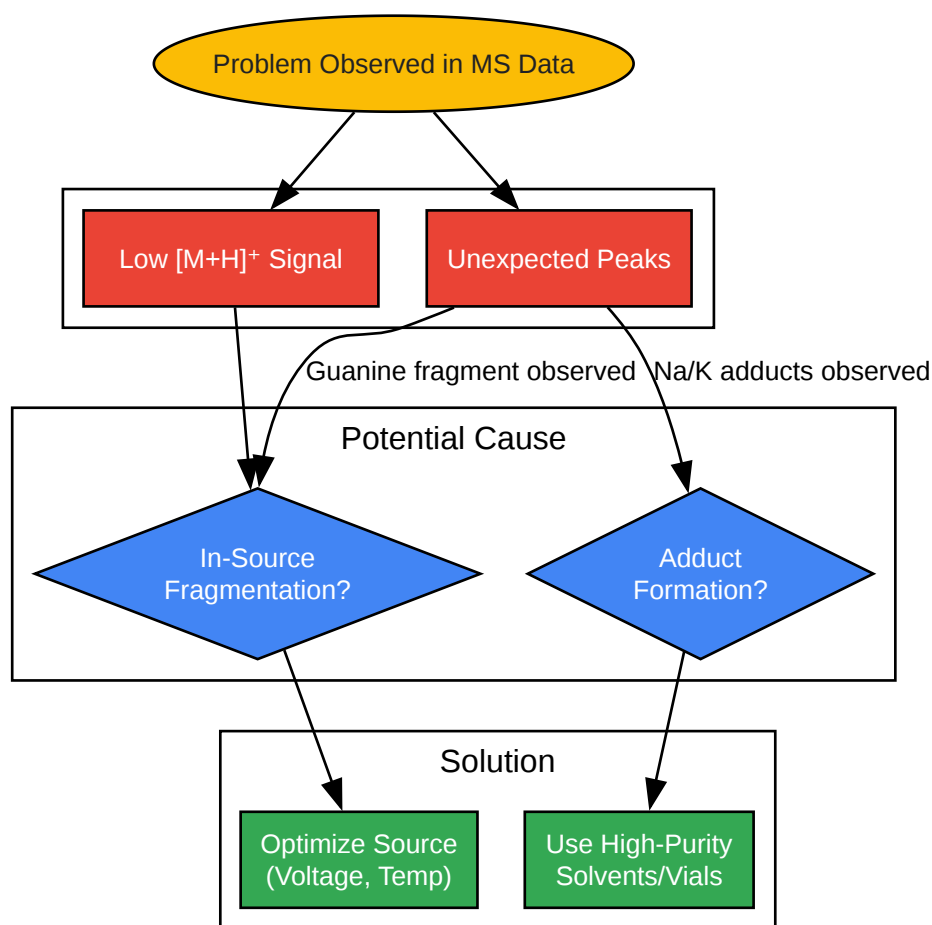 Problem Observed in MS Data
Low [M+H]⁺ Signal
Unexpected Peaks
Guanine fragment observed
Na/K adducts observed
Potential Cause
In-Source
Fragmentation?
Adduct
Formation?
Solution
Optimize Source
(Voltage, Temp)
Use High-Purity
Solvents/Vials